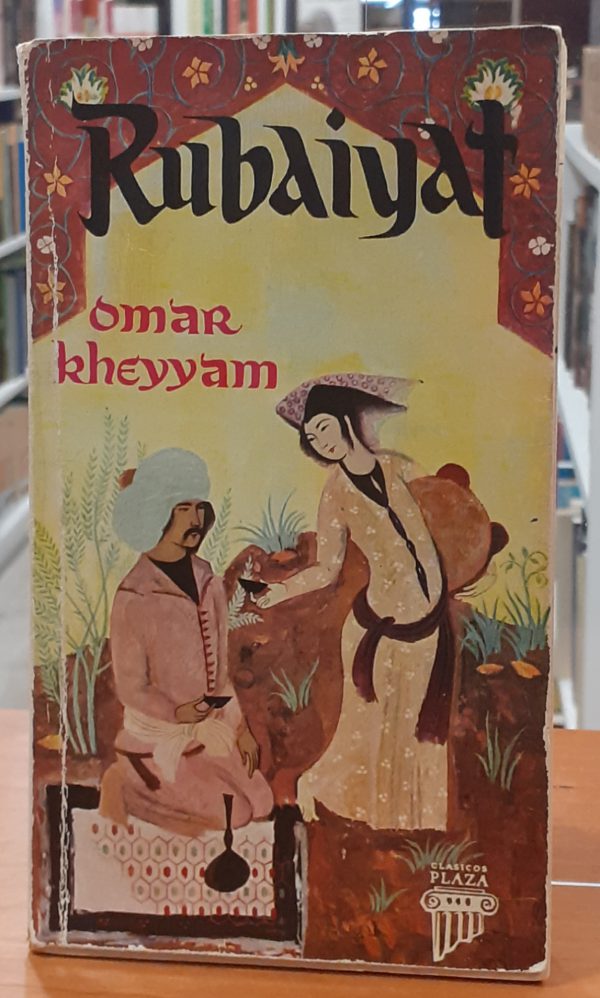 Rubaiyat
omar
kheyyam
CLASICOS
PLAZA